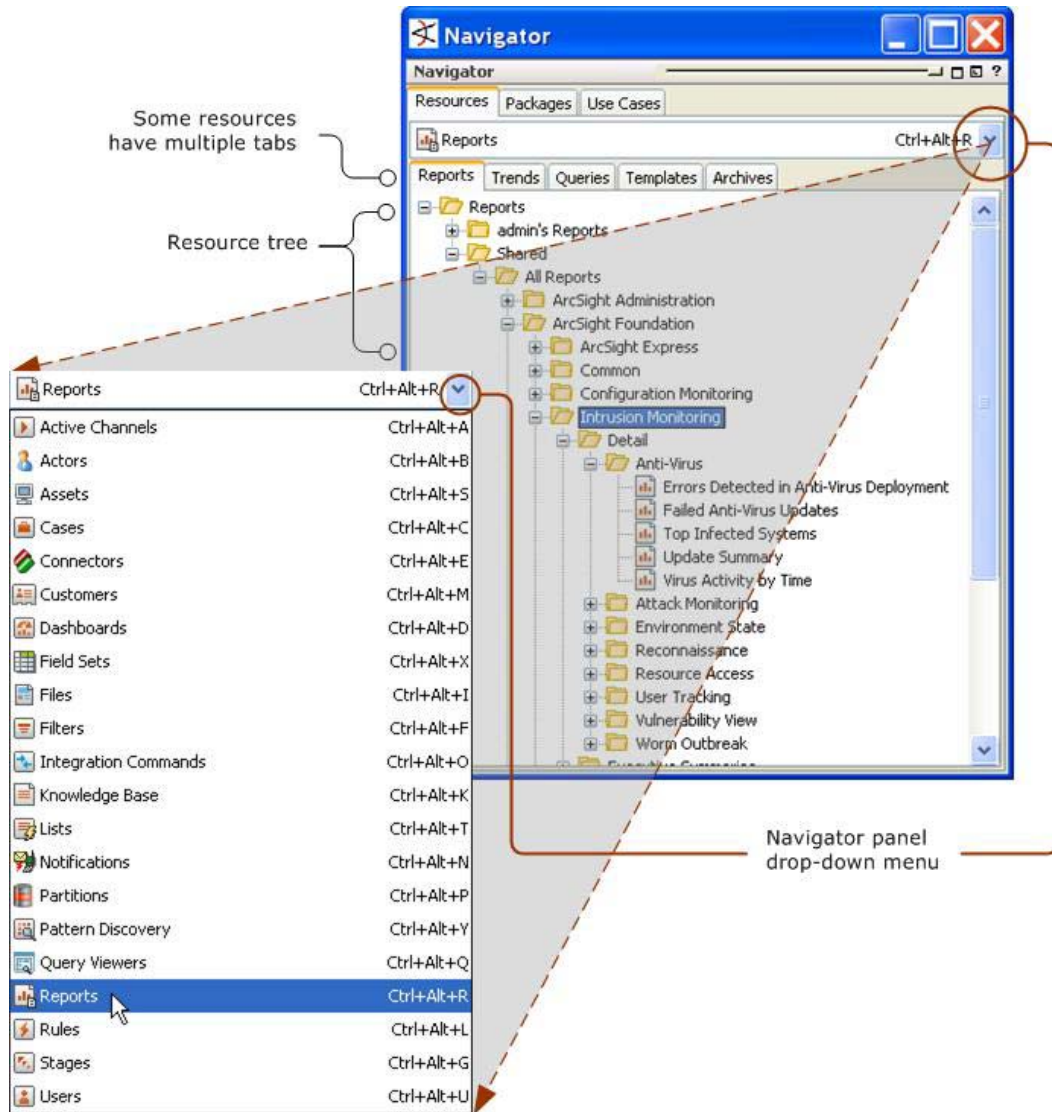 Navigator
Navigator
Resources Packages Use Cases
Some resources
have multiple tabs
Reports Ctrl+Alt+R
Reports Trends Queries Templates Archives
Resource tree
Reports
admin's Reports
Shared
All Reports
ArcSight Administration
ArcSight Foundation
ArcSight Express
Common
Configuration Monitoring
Intrusion Monitoring
Detail
Anti-Virus
Errors Detected in Anti-Virus Deployment
Failed Anti-Virus Updates
Top Infected Systems
Update Summary
Virus Activity by Time
Attack Monitoring
Environment State
Reconnaissance
Resource Access
User Tracking
Vulnerability View
Worm Outbreak
Executive Summaries
Reports Ctrl+Alt+R
Active Channels Ctrl+Alt+A
Actors Ctrl+Alt+B
Assets Ctrl+Alt+S
Cases Ctrl+Alt+C
Connectors Ctrl+Alt+E
Customers Ctrl+Alt+M
Dashboards Ctrl+Alt+D
Field Sets Ctrl+Alt+X
Files Ctrl+Alt+I
Filters Ctrl+Alt+F
Integration Commands Ctrl+Alt+O
Knowledge Base Ctrl+Alt+K
Lists Ctrl+Alt+T
Notifications Ctrl+Alt+N
Partitions Ctrl+Alt+P
Pattern Discovery Ctrl+Alt+Y
Query Viewers Ctrl+Alt+Q
Reports Ctrl+Alt+R
Rules Ctrl+Alt+L
Stages Ctrl+Alt+G
Users Ctrl+Alt+U
Navigator panel
drop-down menu